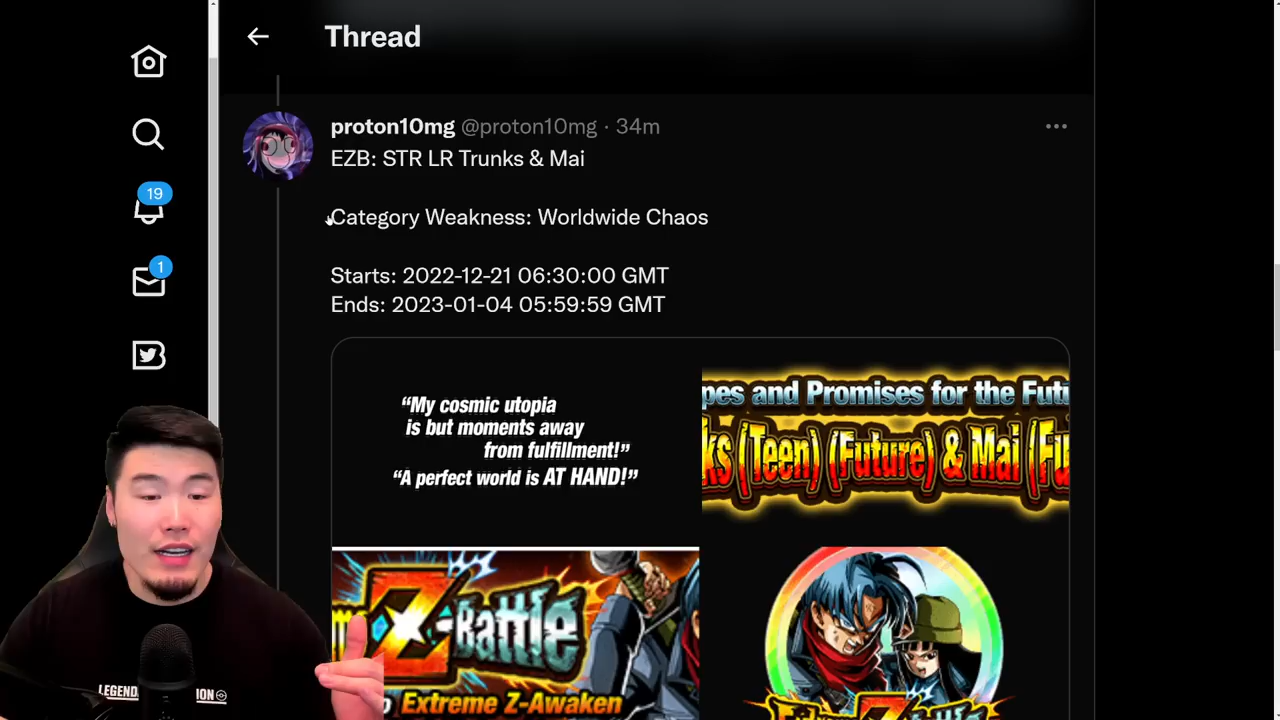 Thread
proton10mg @proton10mg · 34m
EZB: STR LR Trunks & Mai
19
Category Weakness: Worldwide Chaos
1
Starts: 2022-12-21 06:30:00 GMT
Ends: 2023-01-04 05:59:59 GMT
“My cosmic utopia
is but moments away
from fulfillment!”
“A perfect world is AT HAND!”
pes and Promises for the Futu
ks (Teen) (Future) & Mai (Fu
Z-Battle
Extreme Z-Awaken
LEGEND
ION